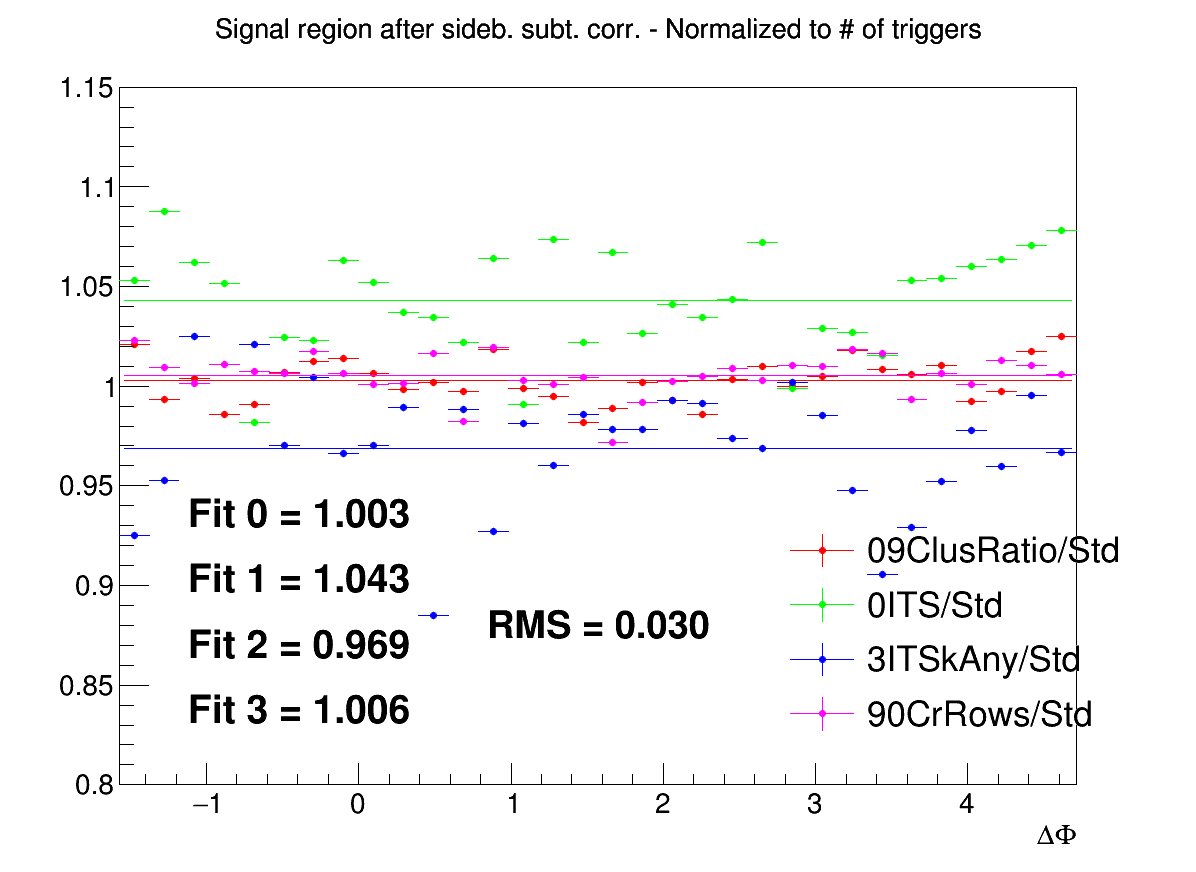 Signal region after sideb. subt. corr. - Normalized to # of triggers
1.15
1.1
1.05
1
0.95
0.9
0.85
0.8
Fit 0 = 1.003
Fit 1 = 1.043
Fit 2 = 0.969
Fit 3 = 1.006
RMS = 0.030
09ClusRatio/Std
0ITS/Std
3ITSkAny/Std
90CrRows/Std
−1 0 1 2 3 4
ΔΦ